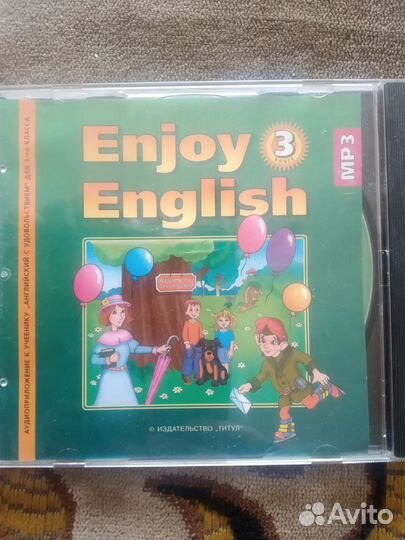 Enjoy 3
English
MP3
АУДИОПРИЛОЖЕНИЕ К УЧЕБНИКУ „АНГЛИЙСКИЙ С УДОВОЛЬСТВИЕМ" ДЛЯ 3-го КЛАССА
© ИЗДАТЕЛЬСТВО „ТИТУЛ"
Avito